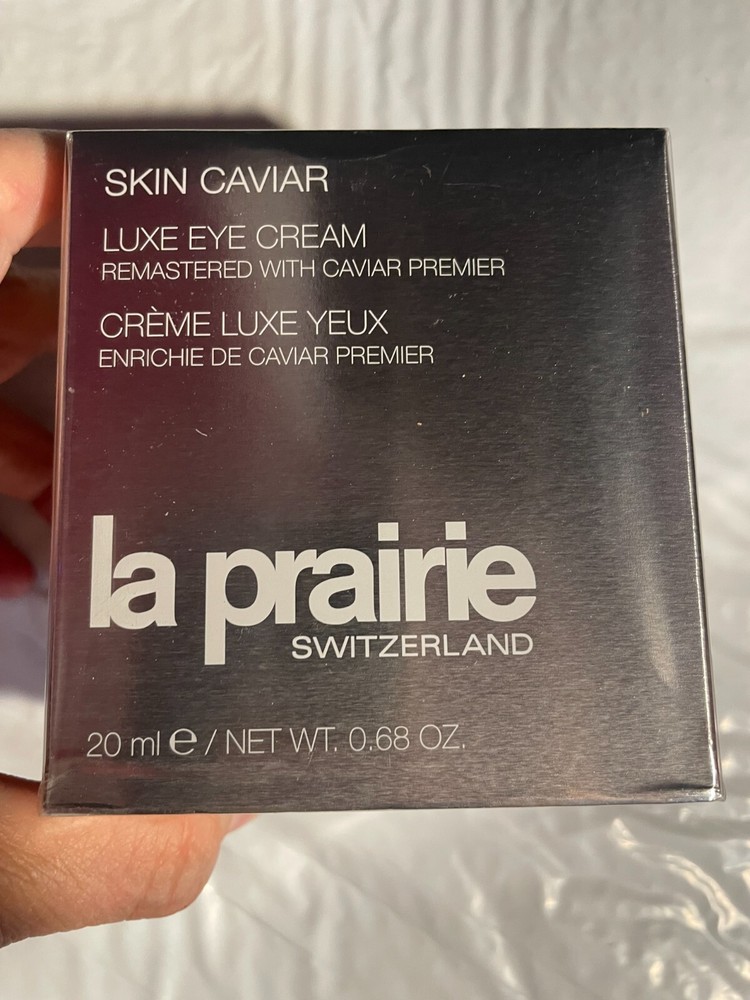 SKIN CAVIAR
LUXE EYE CREAM
REMASTERED WITH CAVIAR PREMIER
CRÈME LUXE YEUX
ENRICHIE DE CAVIAR PREMIER
la prairie
SWITZERLAND
20 ml ℮ / NET WT. 0.68 OZ.